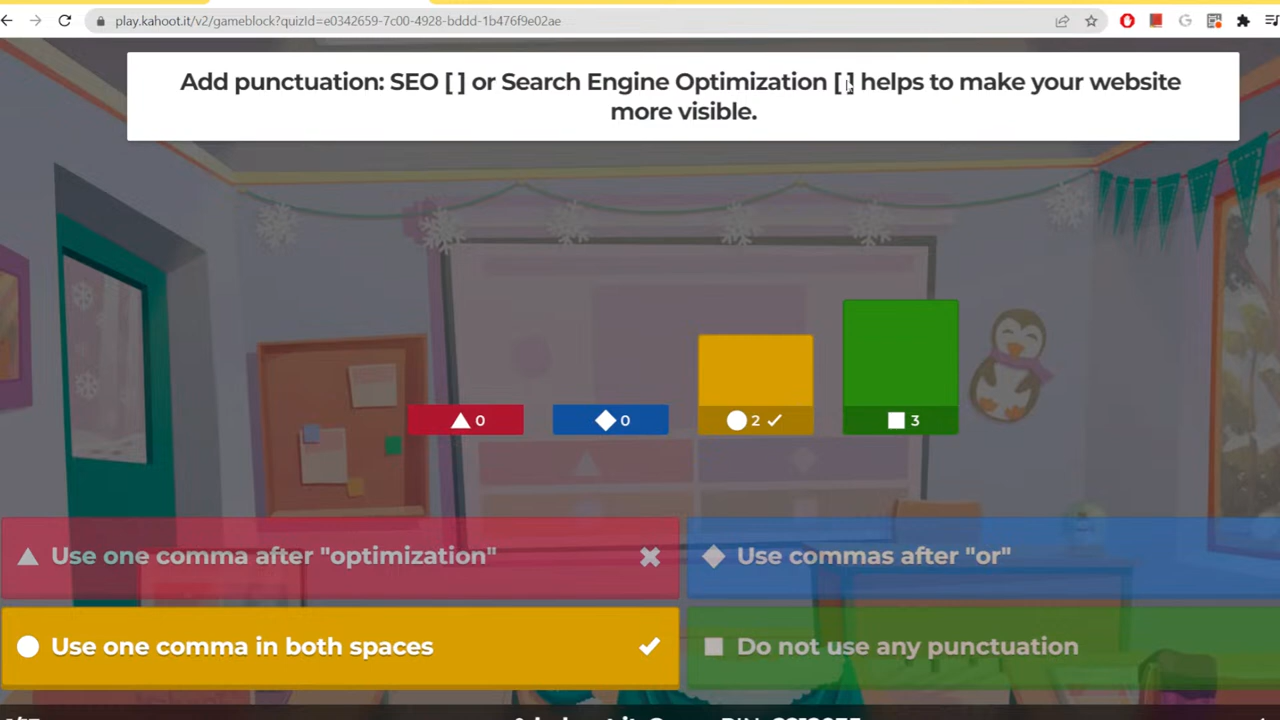 play.kahoot.it/v2/gameblock?quizId=e0342659-7c00-4928-bddd-1b476f9e02ae
Add punctuation: SEO [ ] or Search Engine Optimization [ ] helps to make your website
more visible.
0
0
2
3
Use one comma after "optimization"
Use commas after "or"
Use one comma in both spaces
Do not use any punctuation